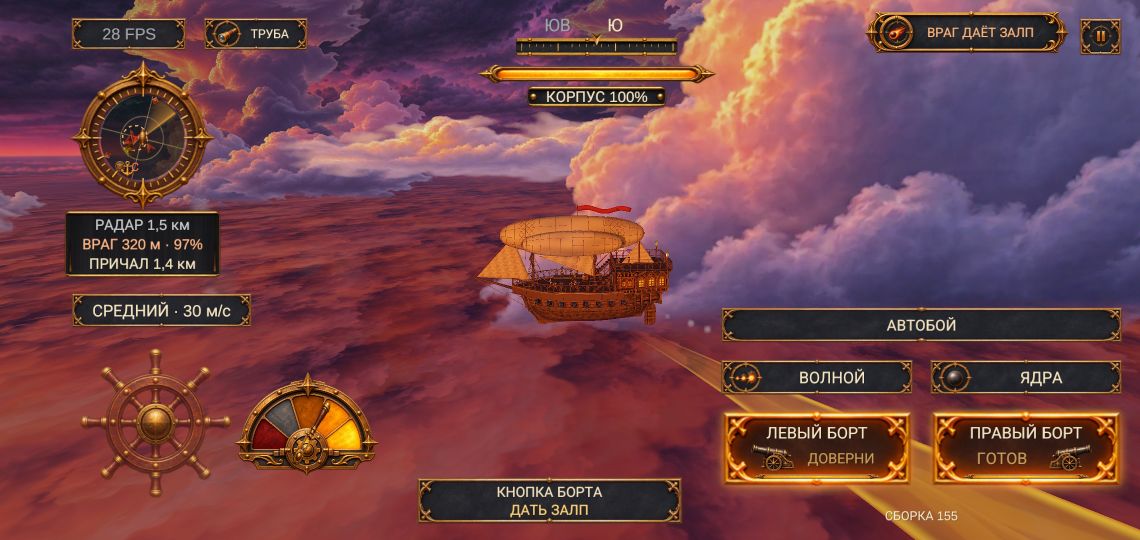 28 FPS
ТРУБА
ЮВ
Ю
КОРПУС 100%
ВРАГ ДАЁТ ЗАЛП
РАДАР 1,5 км
ВРАГ 320 м · 97%
ПРИЧАЛ 1,4 км
СРЕДНИЙ · 30 м/с
АВТОБОЙ
ВОЛНОЙ
ЯДРА
ЛЕВЫЙ БОРТ
ДОВЕРНИ
ПРАВЫЙ БОРТ
ГОТОВ
КНОПКА БОРТА
ДАТЬ ЗАЛП
СБОРКА 155